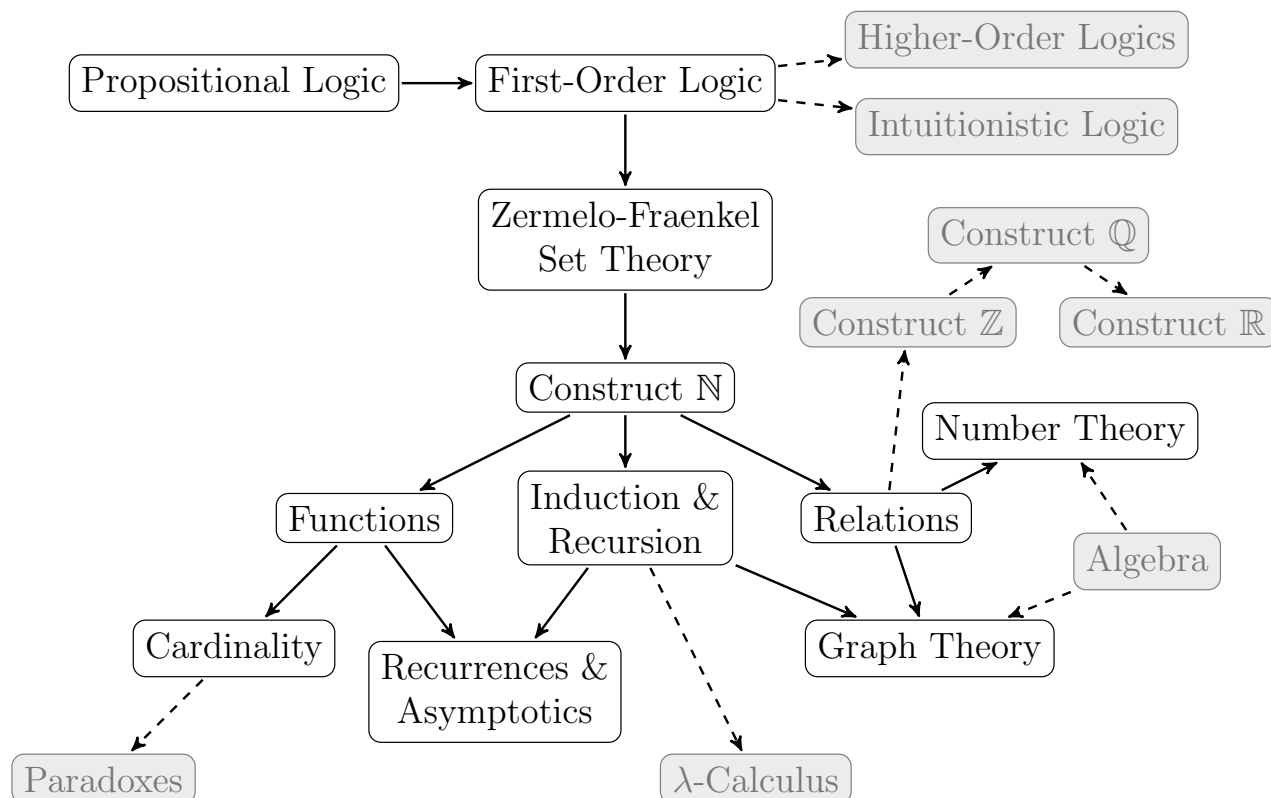 Higher-Order Logics
Propositional Logic
First-Order Logic
Intuitionistic Logic
Zermelo-Fraenkel
Set Theory
Construct ℚ
Construct ℤ
Construct ℝ
Construct ℕ
Number Theory
Functions
Induction &
Recursion
Relations
Algebra
Cardinality
Recurrences &
Asymptotics
Graph Theory
Paradoxes
λ-Calculus